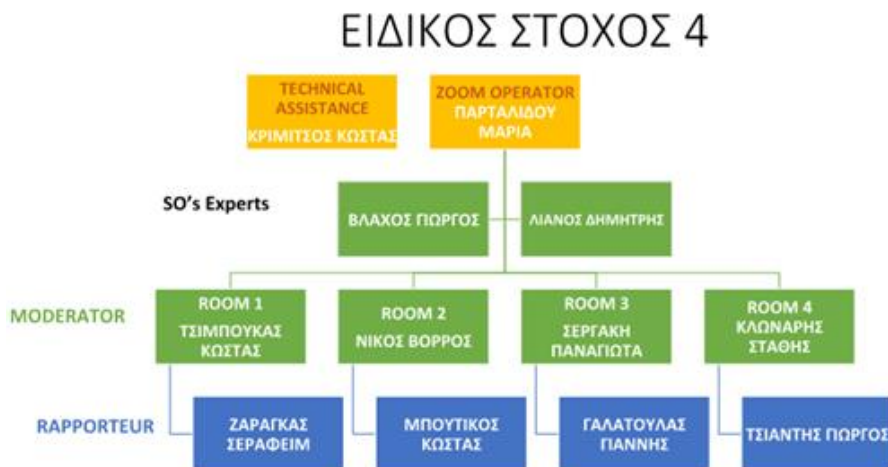 ΕΙΔΙΚΟΣ ΣΤΟΧΟΣ 4
TECHNICAL
ASSISTANCE
ΚΡΙΜΙΤΣΟΣ ΚΩΣΤΑΣ
ZOOM OPERATOR
ΠΑΡΤΑΛΙΔΟΥ
ΜΑΡΙΑ
SO's Experts
ΒΛΑΧΟΣ ΓΙΩΡΓΟΣ
ΛΙΑΝΟΣ ΔΗΜΗΤΡΗΣ
MODERATOR
ROOM 1
ΤΣΙΜΠΟΥΚΑΣ
ΚΩΣΤΑΣ
ROOM 2
ΝΙΚΟΣ ΒΟΡΡΟΣ
ROOM 3
ΣΕΡΓΑΚΗ
ΠΑΝΑΓΙΩΤΑ
ROOM 4
ΚΛΩΝΑΡΗΣ
ΣΤΑΘΗΣ
RAPPORTEUR
ΖΑΡΑΓΚΑΣ
ΣΕΡΑΦΕΙΜ
ΜΠΟΥΤΙΚΟΣ
ΚΩΣΤΑΣ
ΓΑΛΑΤΟΥΛΑΣ
ΓΙΑΝΝΗΣ
ΤΣΙΑΝΤΗΣ ΓΙΩΡΓΟΣ